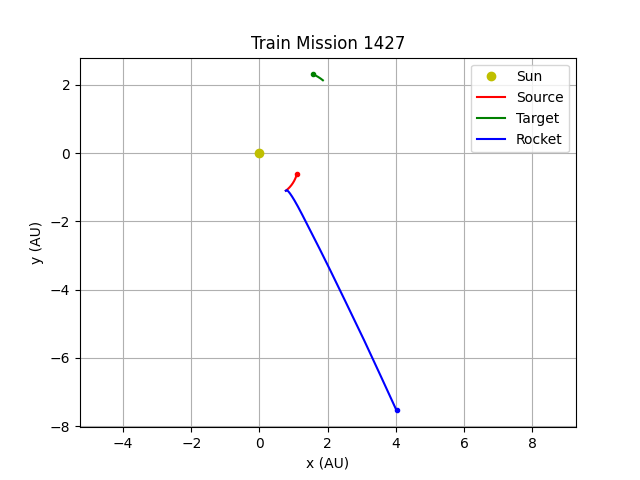 Train Mission 1427
Sun
Source
Target
Rocket
y (AU)
2
0
−2
−4
−6
−8
−4
−2
0
2
4
6
8
x (AU)